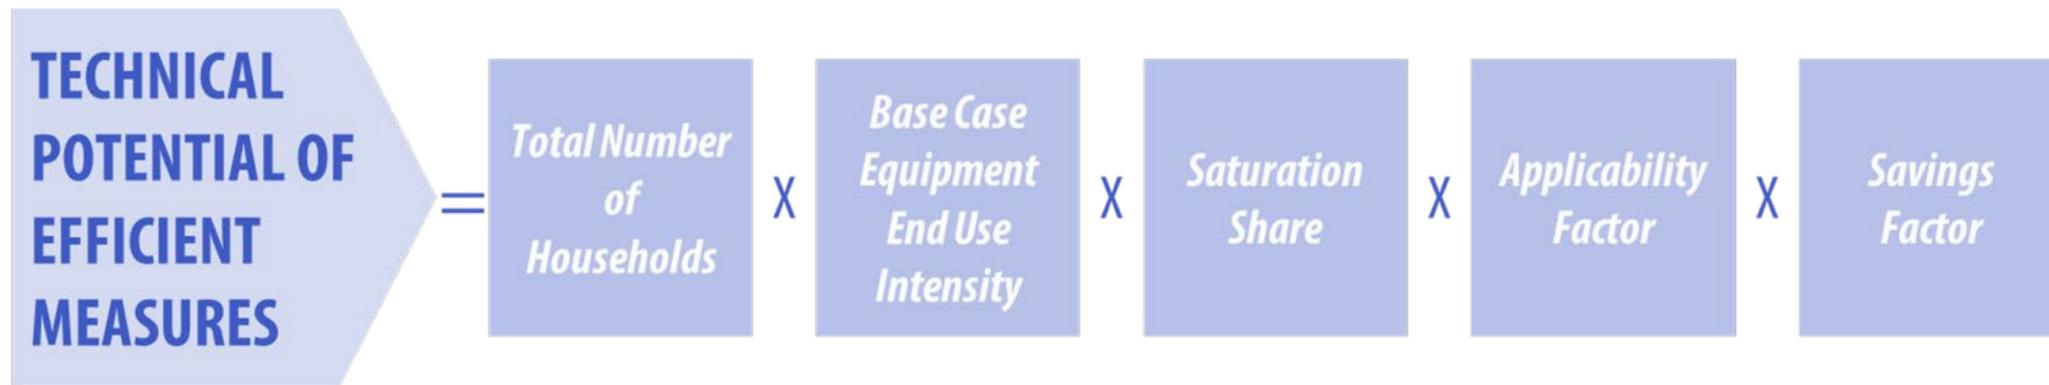 TECHNICAL
POTENTIAL OF
EFFICIENT
MEASURES
=
Total Number
of
Households
X
Base Case
Equipment
End Use
Intensity
X
Saturation
Share
X
Applicability
Factor
X
Savings
Factor